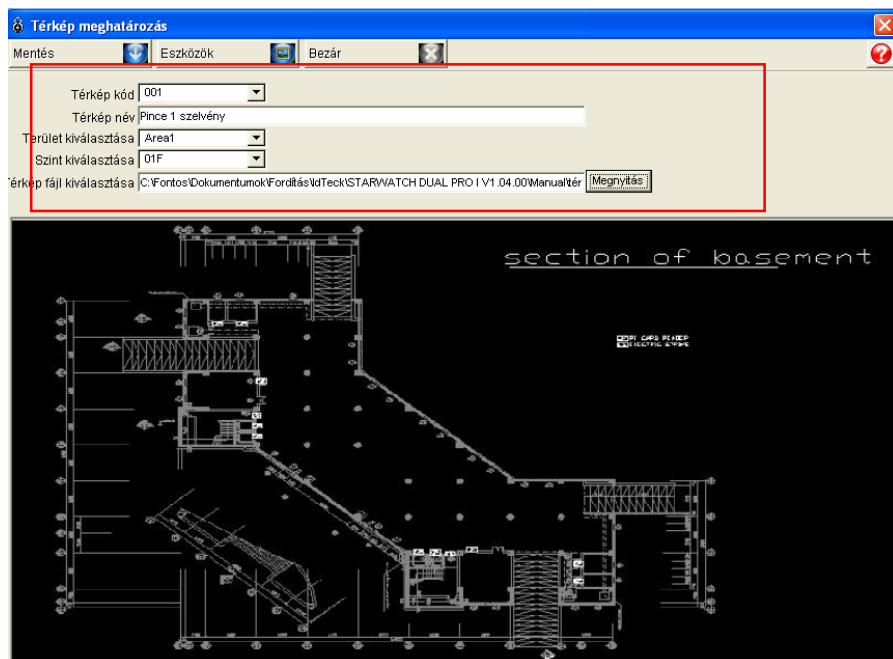 Térkép meghatározás
Mentés Eszközök Bezár
Térkép kód 001
Térkép név Pince 1 szelvény
Terület kiválasztása Area1
Szint kiválasztása 01F
Térkép fájl kiválasztása C:\Fontos\Dokumentumok\Fordítás\IdTeck\STARWATCH DUAL PRO I V1.04.00\Manual\tér Megnyitás
section of basement
ELECTRIC STRIKE